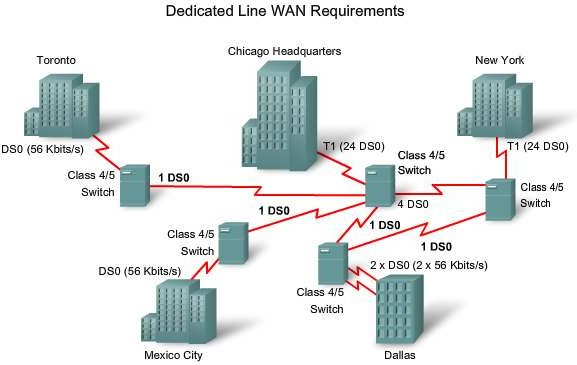 Dedicated Line WAN Requirements
Toronto
Chicago Headquarters
New York
DS0 (56 Kbits/s)
T1 (24 DS0)
T1 (24 DS0)
Class 4/5
Switch
1 DS0
Class 4/5
Switch
4 DS0
Class 4/5
Switch
Class 4/5
Switch
1 DS0
1 DS0
1 DS0
DS0 (56 Kbits/s)
2 x DS0 (2 x 56 Kbits/s)
Class 4/5
Switch
Mexico City
Dallas